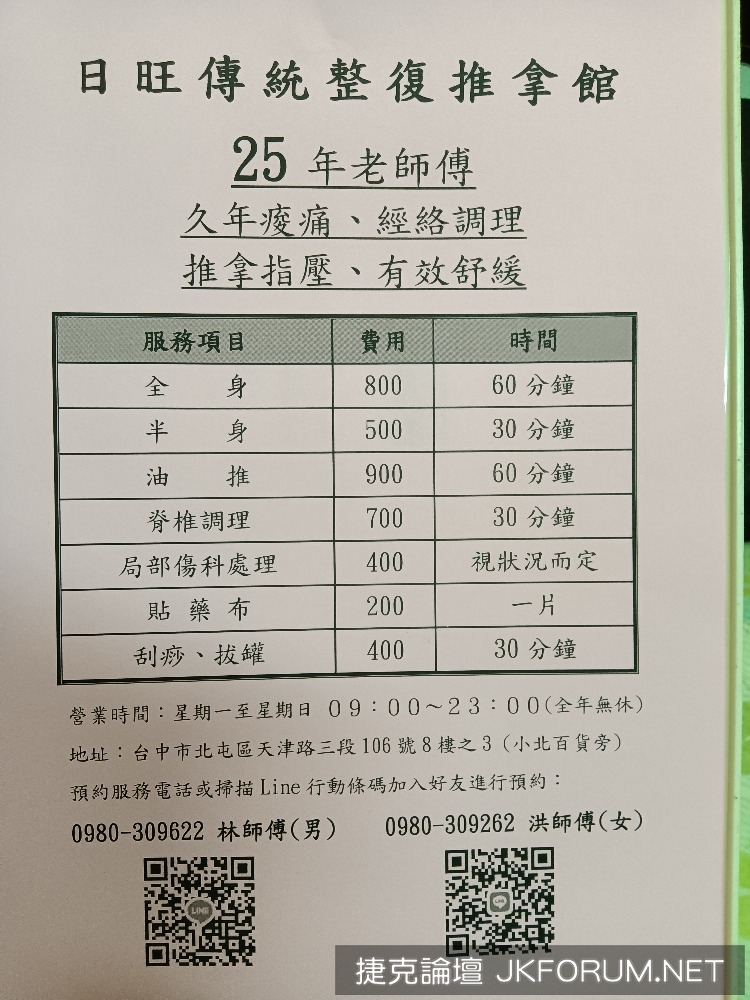 日旺傳統整復推拿館
25 年老師傅
久年痠痛、經絡調理
推拿指壓、有效舒緩
服務項目 費用 時間
全 身 800 60 分鐘
半 身 500 30 分鐘
油 推 900 60 分鐘
脊椎調理 700 30 分鐘
局部傷科處理 400 視狀況而定
貼 藥 布 200 一片
刮痧、拔罐 400 30 分鐘
營業時間：星期一至星期日 09：00～23：00(全年無休)
地址：台中市北屯區天津路三段 106 號 8 樓之 3 (小北百貨旁)
預約服務電話或掃描 Line 行動條碼加入好友進行預約：
0980-309622 林師傅(男) 0980-309262 洪師傅(女)
LINE
捷克論壇 JKFORUM.NET